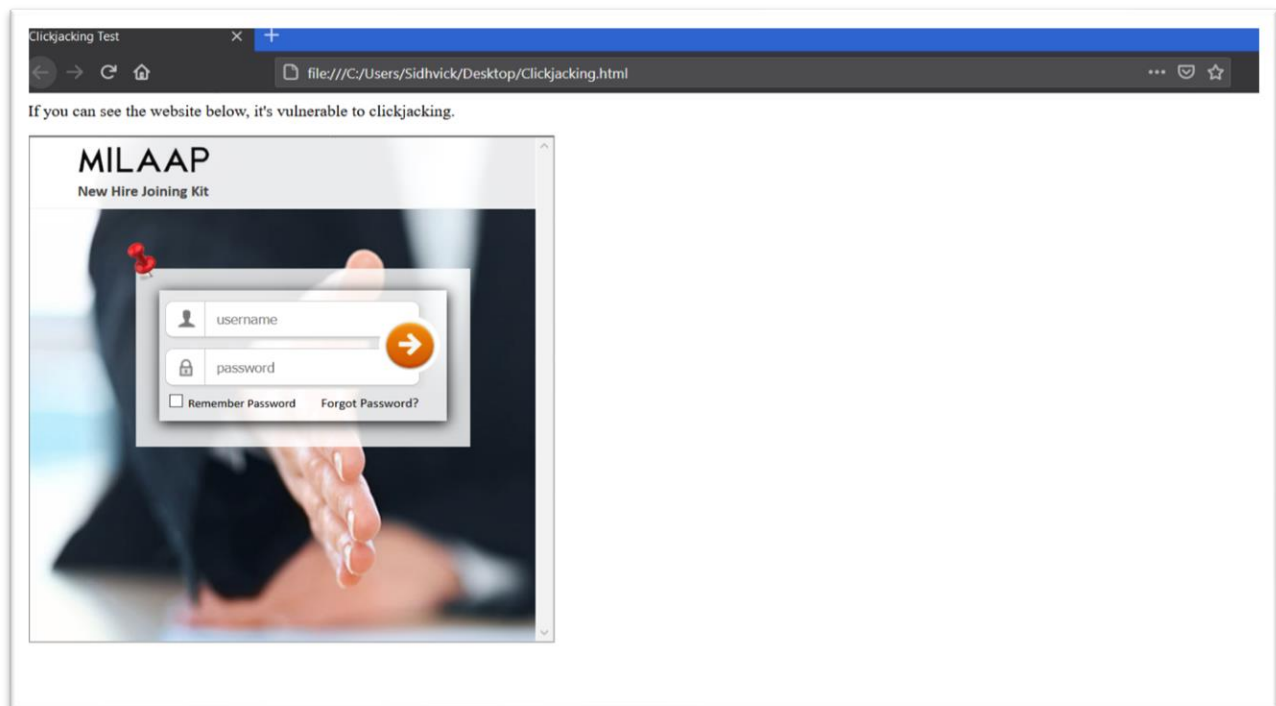 Clickjacking Test
file:///C:/Users/Sidhvick/Desktop/Clickjacking.html
If you can see the website below, it's vulnerable to clickjacking.
MILAAP
New Hire Joining Kit
username
password
Remember Password Forgot Password?